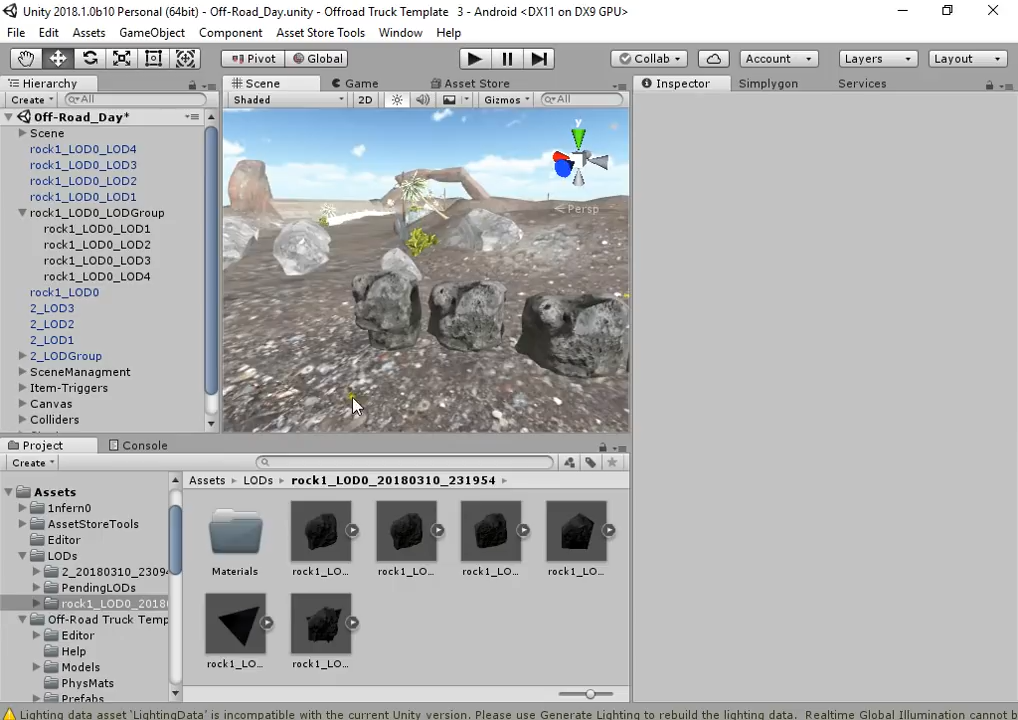 Unity 2018.1.0b10 Personal (64bit) - Off-Road_Day.unity - Offroad Truck Template  3 - Android <DX11 on DX9 GPU>
File Edit Assets GameObject Component Asset Store Tools Window Help
Pivot Global Collab Account Layers Layout
Hierarchy Scene Game Asset Store Inspector Simplygon Services
Create All Shaded 2D Gizmos All
Off-Road_Day*
Scene
rock1_LOD0_LOD4
rock1_LOD0_LOD3
rock1_LOD0_LOD2
rock1_LOD0_LOD1
rock1_LOD0_LODGroup
rock1_LOD0_LOD1
rock1_LOD0_LOD2
rock1_LOD0_LOD3
rock1_LOD0_LOD4
rock1_LOD0
2_LOD3
2_LOD2
2_LOD1
2_LODGroup
SceneManagment
Item-Triggers
Canvas
Colliders
y
Persp
Project Console
Create
Assets
1nfern0
AssetStoreTools
Editor
LODs
2_20180310_2309
PendingLODs
rock1_LOD0_2018
Off-Road Truck Temp
Editor
Help
Models
PhysMats
Prefabs
Assets LODs rock1_LOD0_20180310_231954
Materials rock1_LO... rock1_LO... rock1_LO... rock1_LO...
rock1_LO... rock1_LO...
Lighting data asset 'LightingData' is incompatible with the current Unity version. Please use Generate Lighting to rebuild the lighting data.  Realtime Global Illumination cannot b